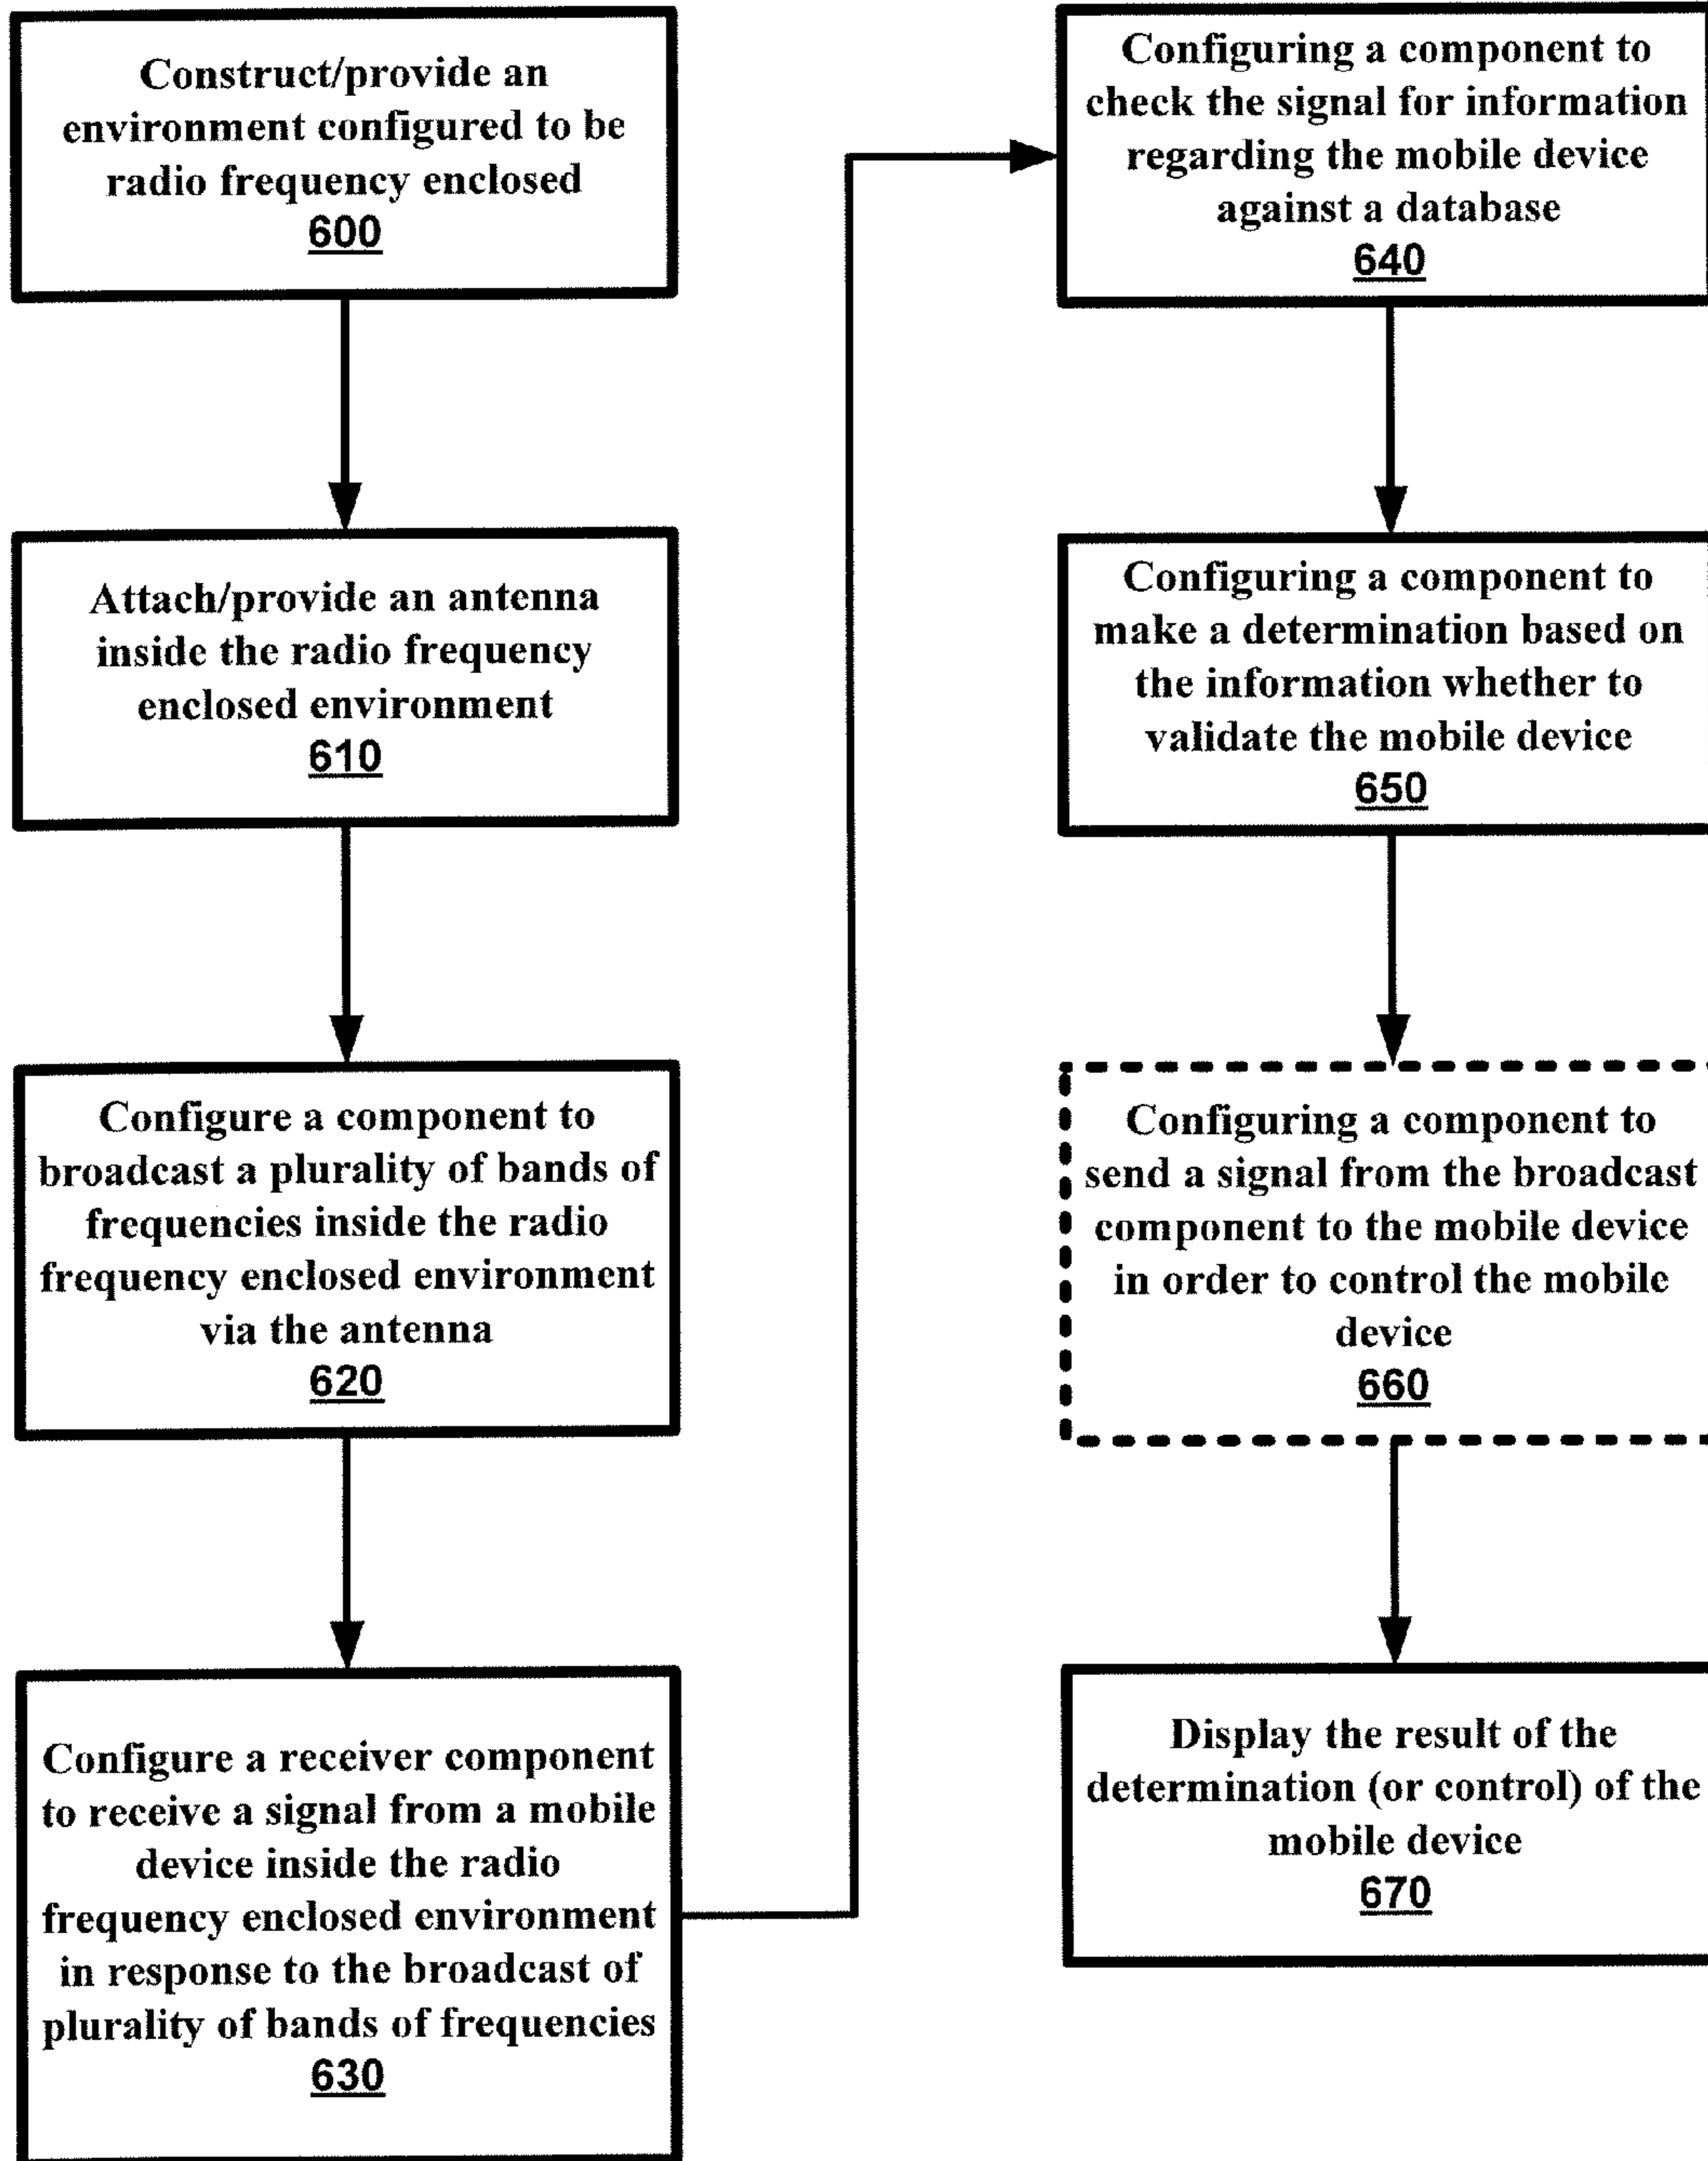 Construct/provide an
environment configured to be
radio frequency enclosed
600
Attach/provide an antenna
inside the radio frequency
enclosed environment
610
Configure a component to
broadcast a plurality of bands of
frequencies inside the radio
frequency enclosed environment
via the antenna
620
Configure a receiver component
to receive a signal from a mobile
device inside the radio
frequency enclosed environment
in response to the broadcast of
plurality of bands of frequencies
630
Configuring a component to
check the signal for information
regarding the mobile device
against a database
640
Configuring a component to
make a determination based on
the information whether to
validate the mobile device
650
Configuring a component to
send a signal from the broadcast
component to the mobile device
in order to control the mobile
device
660
Display the result of the
determination (or control) of the
mobile device
670